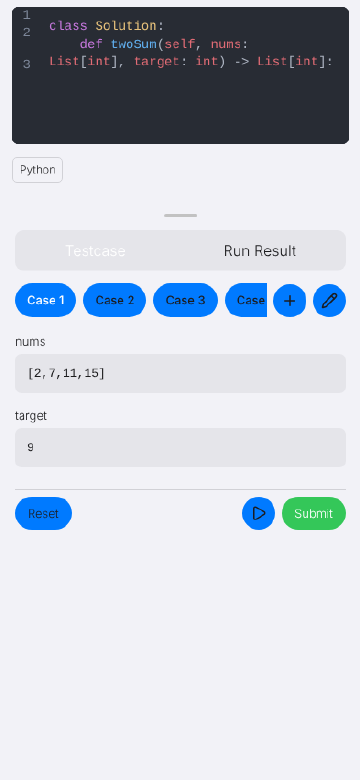 1
class Solution:
2
def twoSum(self, nums:
3
List[int], target: int) -> List[int]:
Python
Testcase Run Result
Case 1 Case 2 Case 3 Case
nums
[2,7,11,15]
target
9
Reset Submit